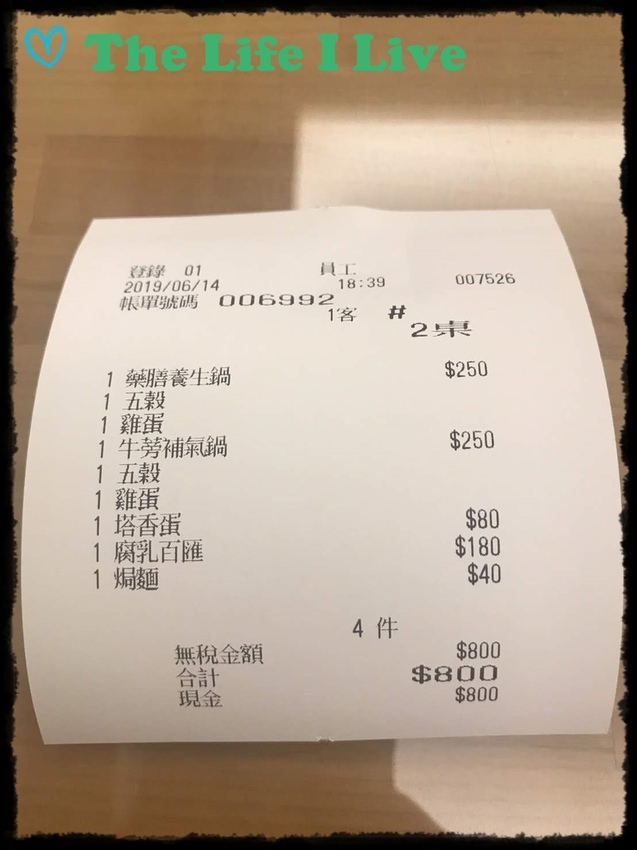 The Life I Live
登錄 01 員工
2019/06/14 18:39 007526
帳單號碼 006992
1客 #
2桌
1 藥膳養生鍋 $250
1 五穀
1 雞蛋
1 牛蒡補氣鍋 $250
1 五穀
1 雞蛋
1 塔香蛋 $80
1 腐乳百匯 $180
1 焗麵 $40
4 件
無稅金額 $800
合計 $800
現金 $800